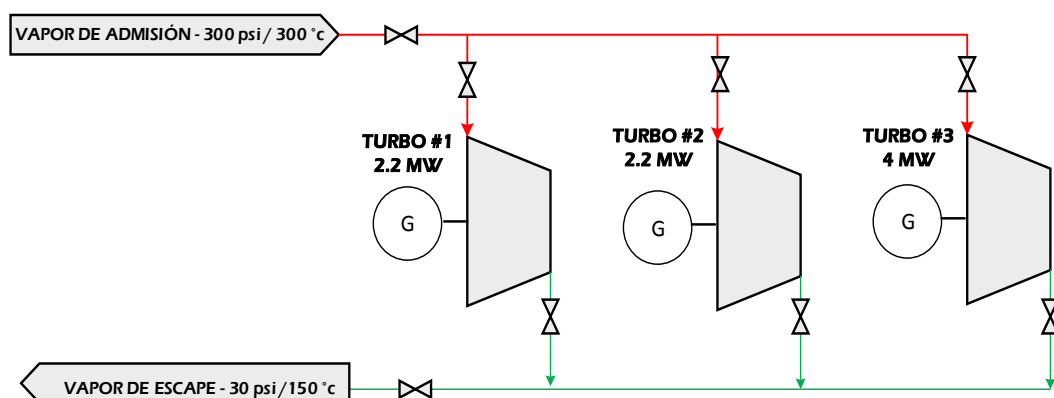 VAPOR DE ADMISIÓN - 300 psi / 300 °c
TURBO #1
2.2 MW
TURBO #2
2.2 MW
TURBO #3
4 MW
G
G
G
VAPOR DE ESCAPE - 30 psi /150 °c